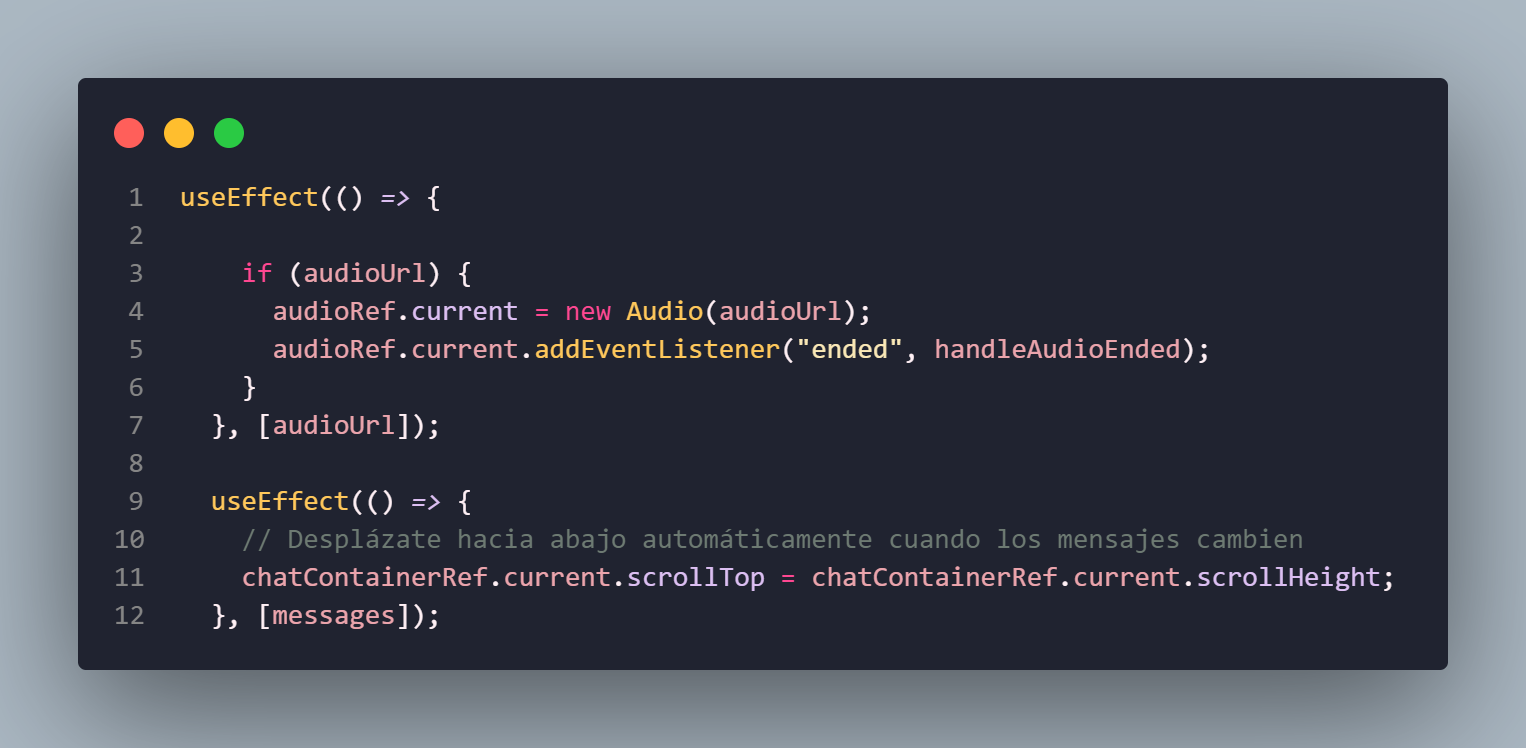 1 useEffect(() => {
2
3 if (audioUrl) {
4 audioRef.current = new Audio(audioUrl);
5 audioRef.current.addEventListener("ended", handleAudioEnded);
6 }
7 }, [audioUrl]);
8
9 useEffect(() => {
10 // Desplázate hacia abajo automáticamente cuando los mensajes cambien
11 chatContainerRef.current.scrollTop = chatContainerRef.current.scrollHeight;
12 }, [messages]);